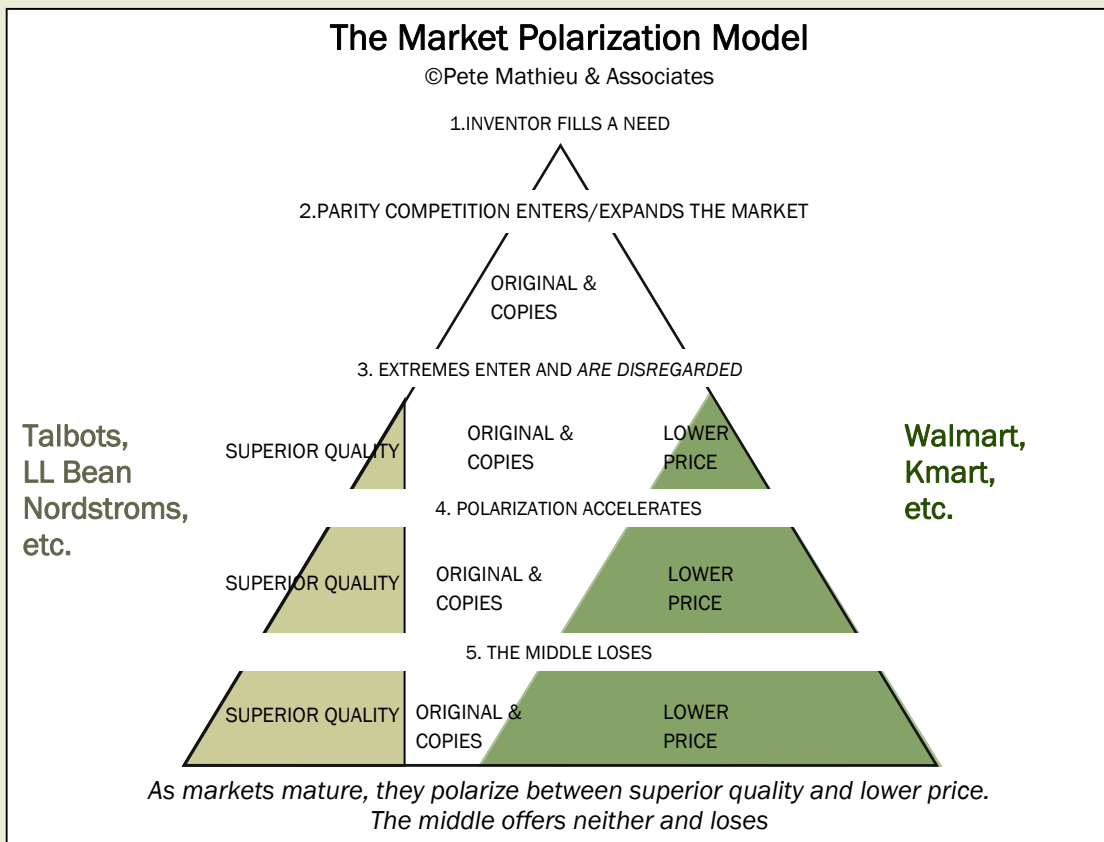 The Market Polarization Model
©Pete Mathieu & Associates
1.INVENTOR FILLS A NEED
2.PARITY COMPETITION ENTERS/EXPANDS THE MARKET
ORIGINAL &
COPIES
3. EXTREMES ENTER AND ARE DISREGARDED
Talbots,
LL Bean
Nordstroms,
etc.
SUPERIOR QUALITY
ORIGINAL &
COPIES
LOWER
PRICE
Walmart,
Kmart,
etc.
4. POLARIZATION ACCELERATES
SUPERIOR QUALITY
ORIGINAL &
COPIES
LOWER
PRICE
5. THE MIDDLE LOSES
SUPERIOR QUALITY
ORIGINAL &
COPIES
LOWER
PRICE
As markets mature, they polarize between superior quality and lower price.
The middle offers neither and loses